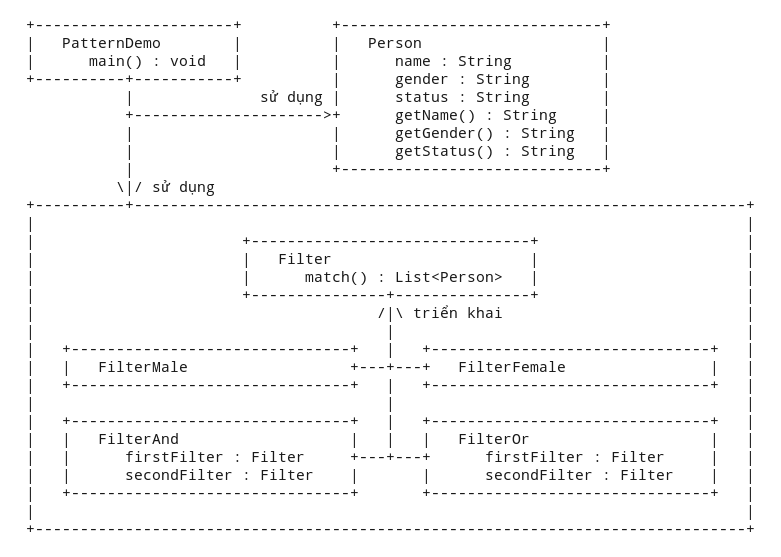 PatternDemo
main() : void
Person
name : String
gender : String
status : String
getName() : String
getGender() : String
getStatus() : String
sử dụng
sử dụng
Filter
match() : List<Person>
triển khai
FilterMale
FilterFemale
FilterAnd
firstFilter : Filter
secondFilter : Filter
FilterOr
firstFilter : Filter
secondFilter : Filter